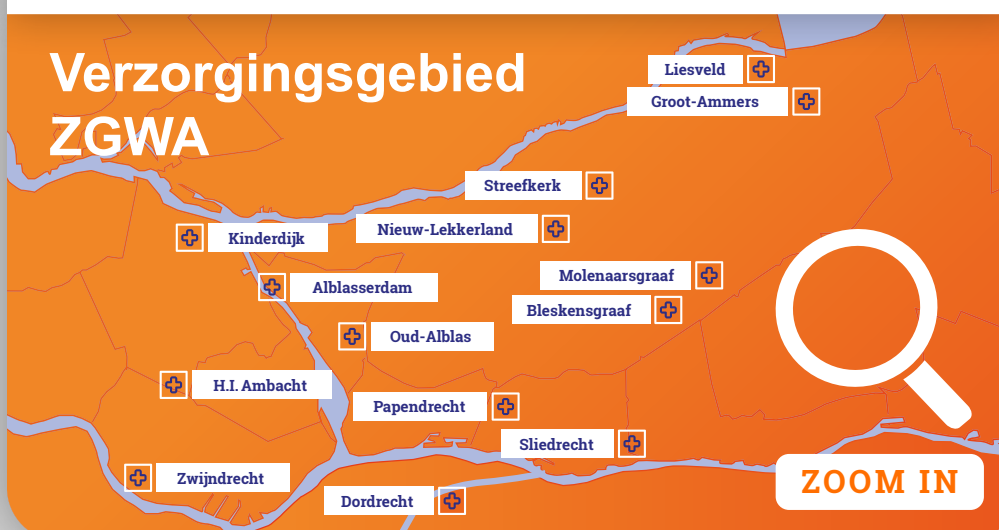 Verzorgingsgebied
ZGWA
Liesveld
Groot-Ammers
Streefkerk
Nieuw-Lekkerland
Kinderdijk
Molenaarsgraaf
Alblasserdam
Bleskensgraaf
Oud-Alblas
H.I. Ambacht
Papendrecht
Sliedrecht
Zwijndrecht
ZOOM IN
Dordrecht